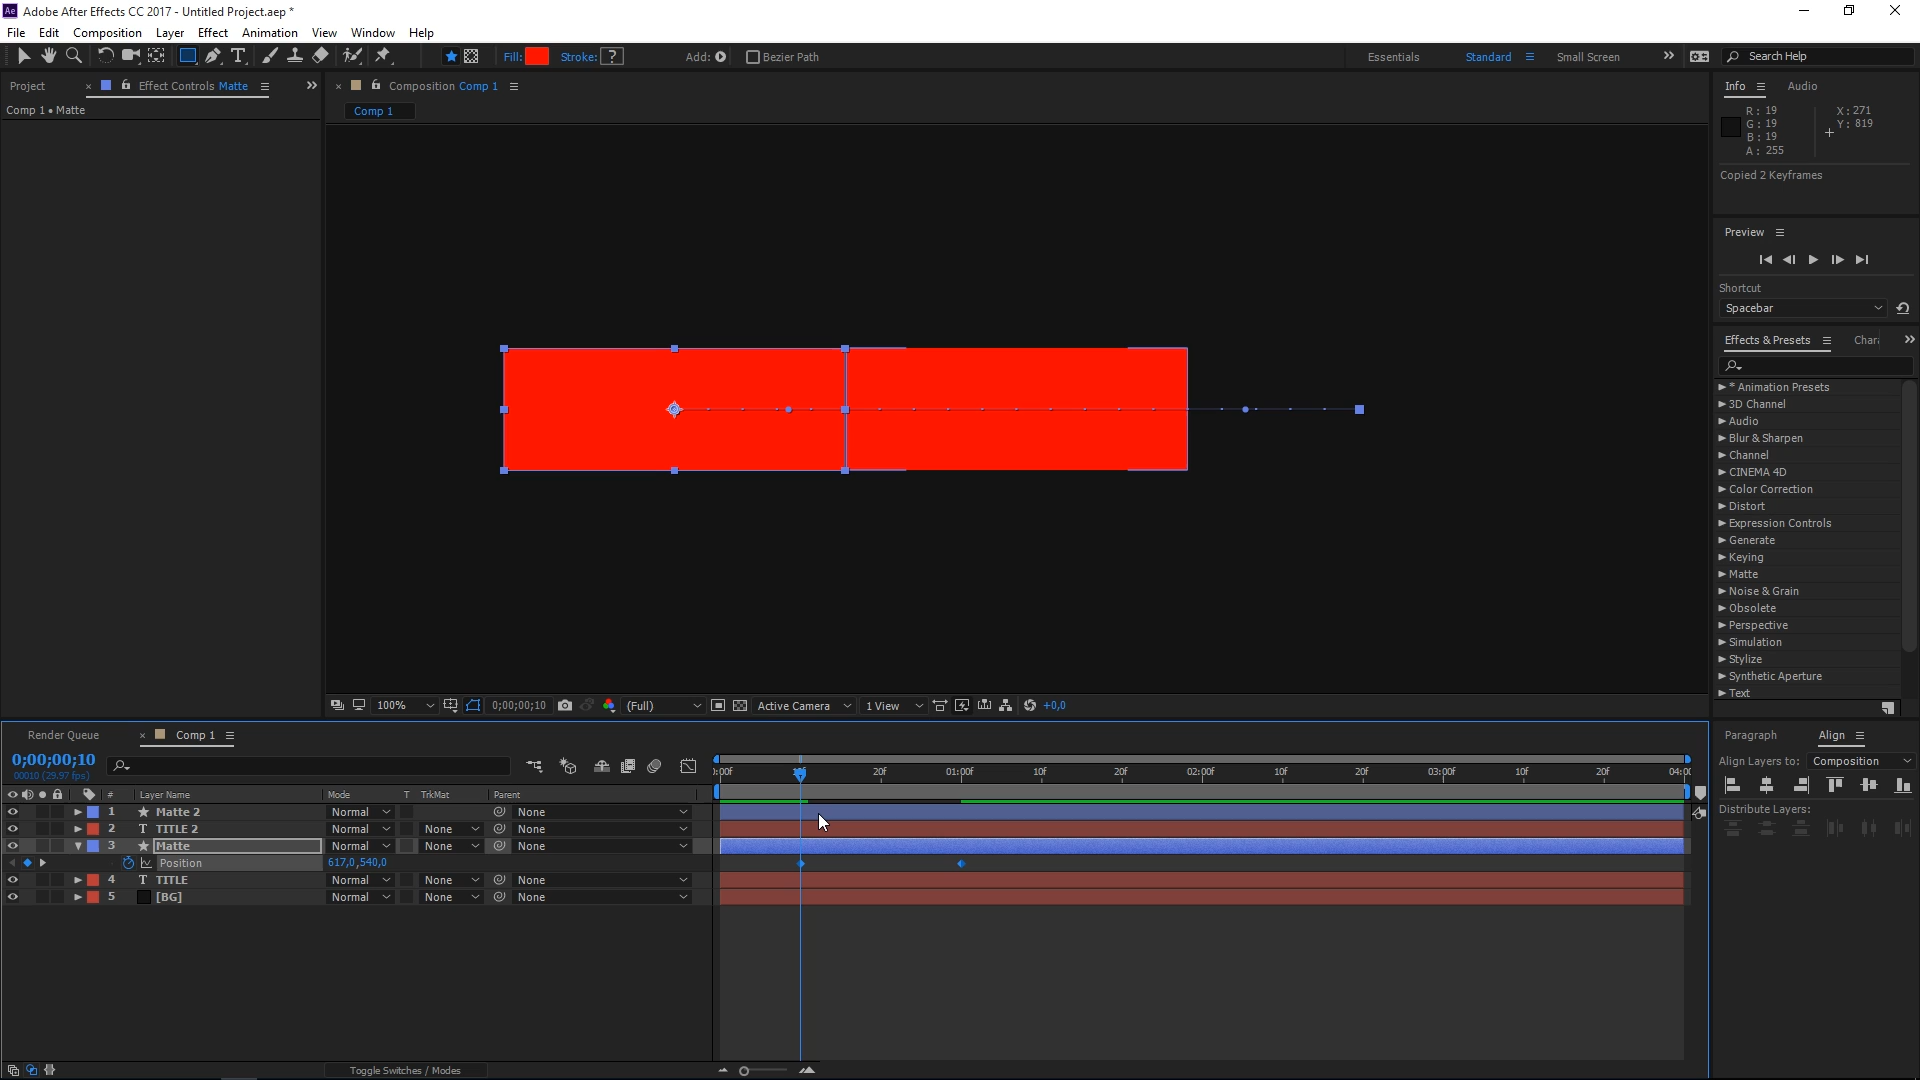 Adobe After Effects CC 2017 - Untitled Project.aep *
File Edit Composition Layer Effect Animation View Window Help
Fill: Stroke: ? Add: Bezier Path Essentials Standard Small Screen Search Help
Project Effect Controls Matte
Comp 1 • Matte
Composition Comp 1
Comp 1
Info Audio
R: 19
G: 19
B: 19
A: 255
X: 271
Y: 819
Copied 2 Keyframes
Preview
Shortcut
Spacebar
Effects & Presets
* Animation Presets
3D Channel
Audio
Blur & Sharpen
Channel
CINEMA 4D
Color Correction
Distort
Expression Controls
Generate
Keying
Matte
Noise & Grain
Obsolete
Perspective
Simulation
Stylize
Synthetic Aperture
Text
100% 0;00;00;10 (Full) Active Camera 1 View +0,0
Render Queue Comp 1
0;00;00;10
00010 (29.97 fps)
:00f 20f 01:00f 10f 20f 02:00f 10f 20f 03:00f 10f 20f
# Layer Name Mode T TrkMat Parent
1 Matte 2 Normal None
2 TITLE 2 Normal None None
3 Matte Normal None None
Position 617,0,540,0
4 TITLE Normal None None
5 [BG] Normal None None
Toggle Switches / Modes
Paragraph Align
Align Layers to: Composition
Distribute Layers: